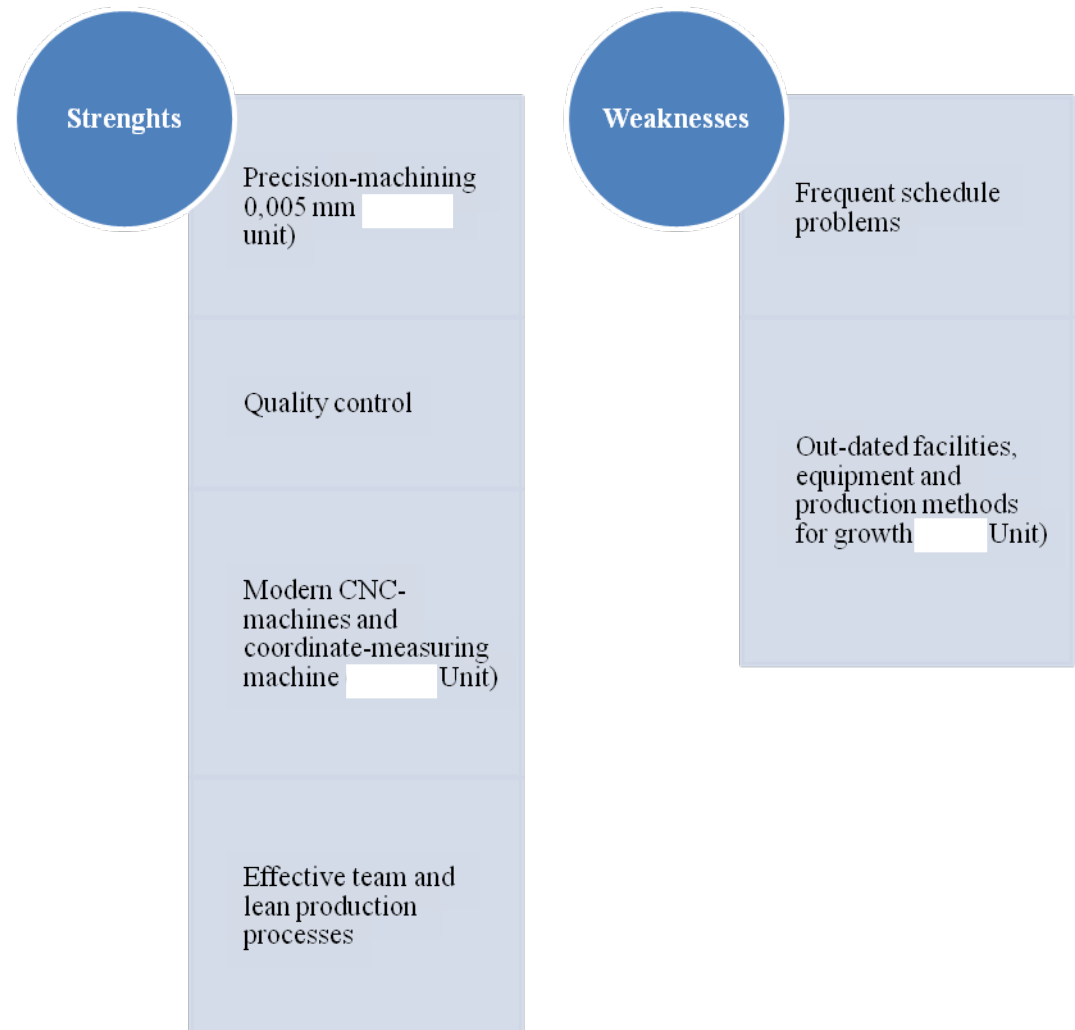 Strenghts
Precision-machining
0,005 mm
unit)
Quality control
Modern CNC-
machines and
coordinate-measuring
machine Unit)
Effective team and
lean production
processes
Weaknesses
Frequent schedule
problems
Out-dated facilities,
equipment and
production methods
for growth Unit)